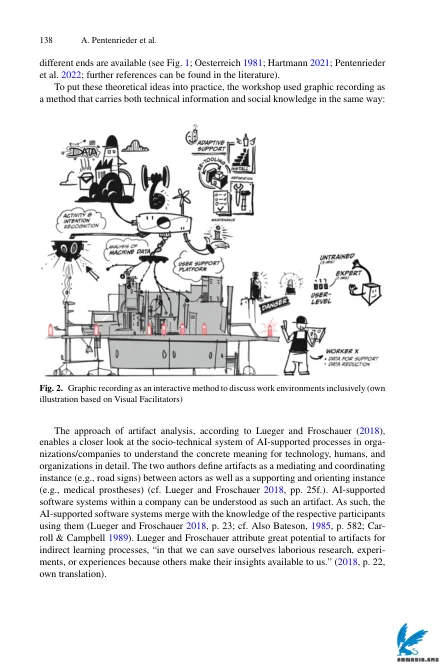 138 A. Pentenrieder et al.
different ends are available (see Fig. 1; Oesterreich 1981; Hartmann 2021; Pentenrieder
et al. 2022; further references can be found in the literature).
To put these theoretical ideas into practice, the workshop used graphic recording as
a method that carries both technical information and social knowledge in the same way:
DATA
ADAPTIVE
SUPPORT
RE-TOOLING
INSTALL
MAINTENANCE
ACTIVITY &
INTENTION
RECOGNITION
ANALYSIS OF
MACHINE DATA
USER SUPPORT
PLATFORM
UNTRAINED
EXPERT
USER-
LEVEL
DANGER
WORKER X
• DATA FOR SUPPORT
• DATA REDUCTION
Fig. 2. Graphic recording as an interactive method to discuss work environments inclusively (own
illustration based on Visual Facilitators)
The approach of artifact analysis, according to Lueger and Froschauer (2018),
enables a closer look at the socio-technical system of AI-supported processes in orga-
nizations/companies to understand the concrete meaning for technology, humans, and
organizations in detail. The two authors define artifacts as a mediating and coordinating
instance (e.g., road signs) between actors as well as a supporting and orienting instance
(e.g., medical prostheses) (cf. Lueger and Froschauer 2018, pp. 25f.). AI-supported
software systems within a company can be understood as such an artifact. As such, the
AI-supported software systems merge with the knowledge of the respective participants
using them (Lueger and Froschauer 2018, p. 23; cf. Also Bateson, 1985, p. 582; Car-
roll & Campbell 1989). Lueger and Froschauer attribute great potential to artifacts for
indirect learning processes, “in that we can save ourselves laborious research, experi-
ments, or experiences because others make their insights available to us.” (2018, p. 22,
own translation).